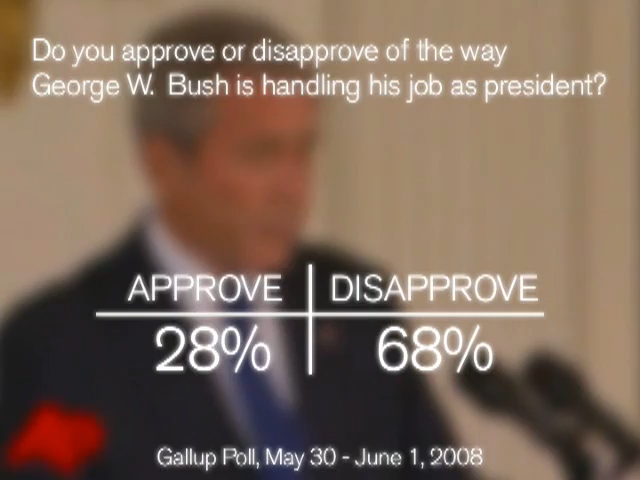 Do you approve or disapprove of the way
George W. Bush is handling his job as president?
APPROVE DISAPPROVE
28% 68%
Gallup Poll, May 30 - June 1, 2008